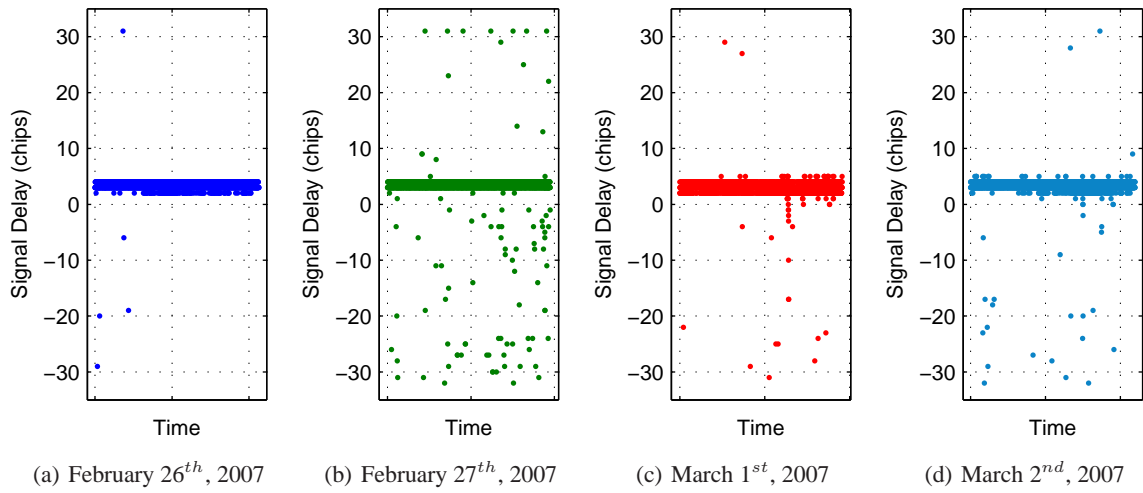 30
20
10
0
−10
−20
−30
Signal Delay (chips)
Time
(a) February 26th, 2007
30
20
10
0
−10
−20
−30
Signal Delay (chips)
Time
(b) February 27th, 2007
30
20
10
0
−10
−20
−30
Signal Delay (chips)
Time
(c) March 1st, 2007
30
20
10
0
−10
−20
−30
Signal Delay (chips)
Time
(d) March 2nd, 2007